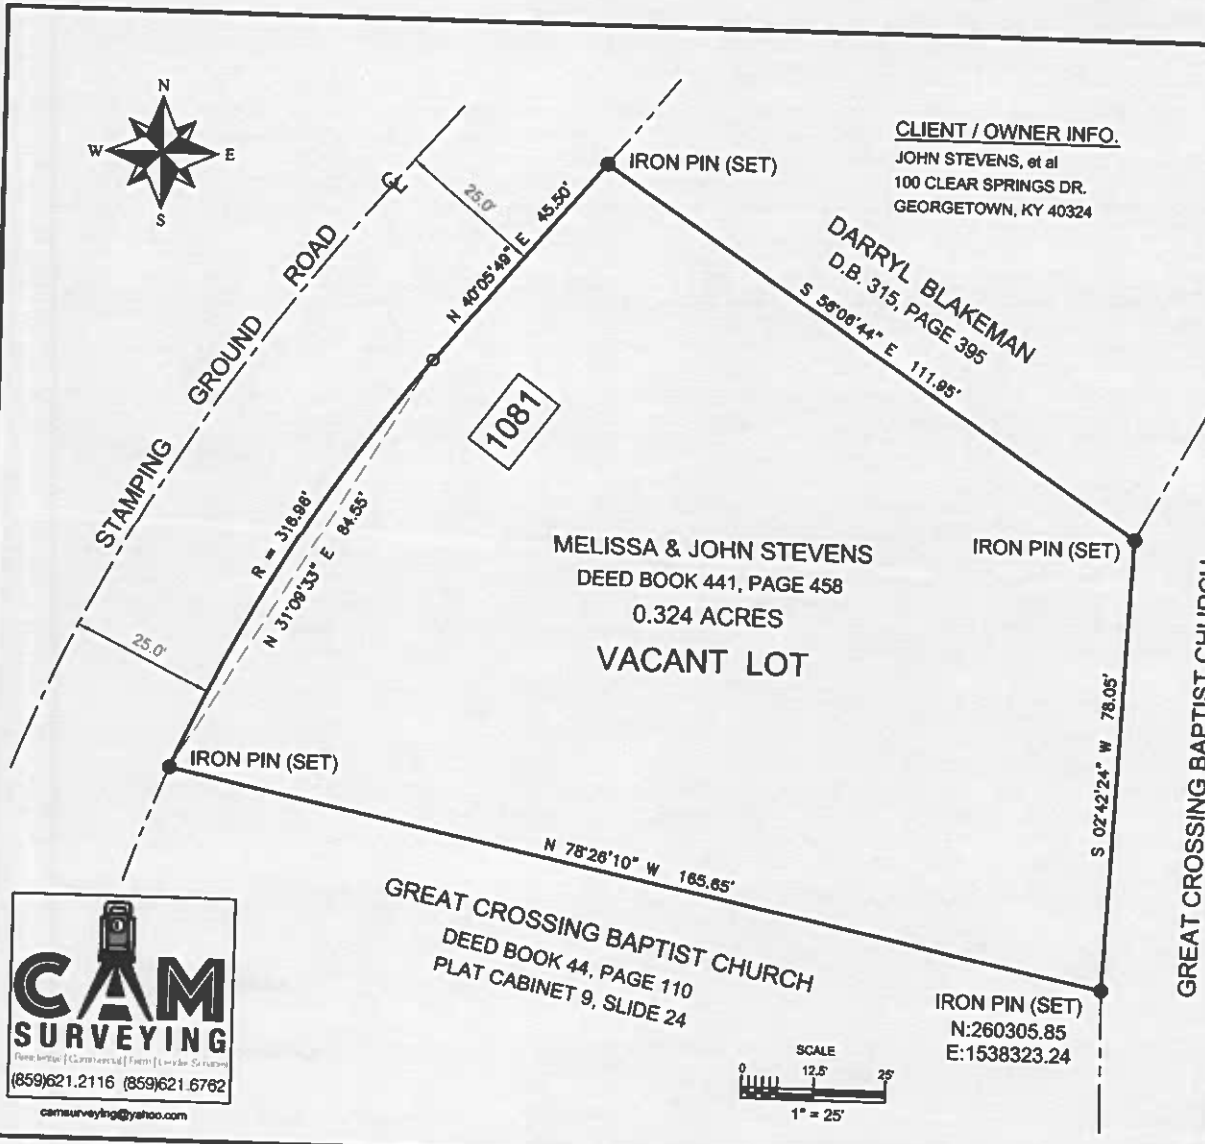 N
W E
S
CLIENT / OWNER INFO.
JOHN STEVENS, et al
100 CLEAR SPRINGS DR.
GEORGETOWN, KY 40324
IRON PIN (SET)
STAMPING GROUND ROAD
CL
25.0'
N 40°05'49" E 45.50'
DARRYL BLAKEMAN
D.B. 315, PAGE 395
S 56°06'44" E 111.95'
1081
R = 318.98'
N 31°09'33" E 84.55'
25.0'
MELISSA & JOHN STEVENS
DEED BOOK 441, PAGE 458
0.324 ACRES
VACANT LOT
IRON PIN (SET)
S 02°42'24" W 78.05'
GREAT CROSSING BAPTIST CHURCH
IRON PIN (SET)
N 78°26'10" W 165.65'
GREAT CROSSING BAPTIST CHURCH
DEED BOOK 44, PAGE 110
PLAT CABINET 9, SLIDE 24
IRON PIN (SET)
N:260305.85
E:1538323.24
SCALE
0 12.5' 25'
1" = 25'
CAM
SURVEYING
Residential | Commercial | Farm | Lender Services
(859)621.2116 (859)621.6762
camsurveying@yahoo.com